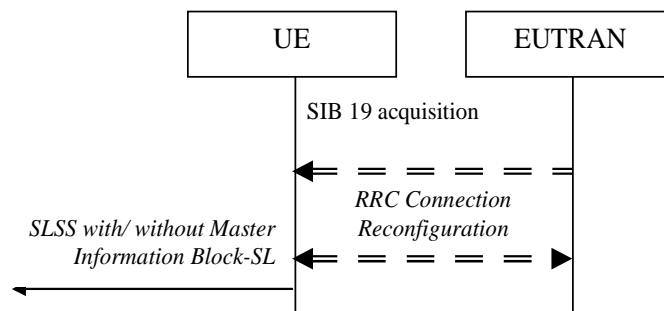 UE
EUTRAN
SIB 19 acquisition
RRC Connection
Reconfiguration
SLSS with/ without Master
Information Block-SL